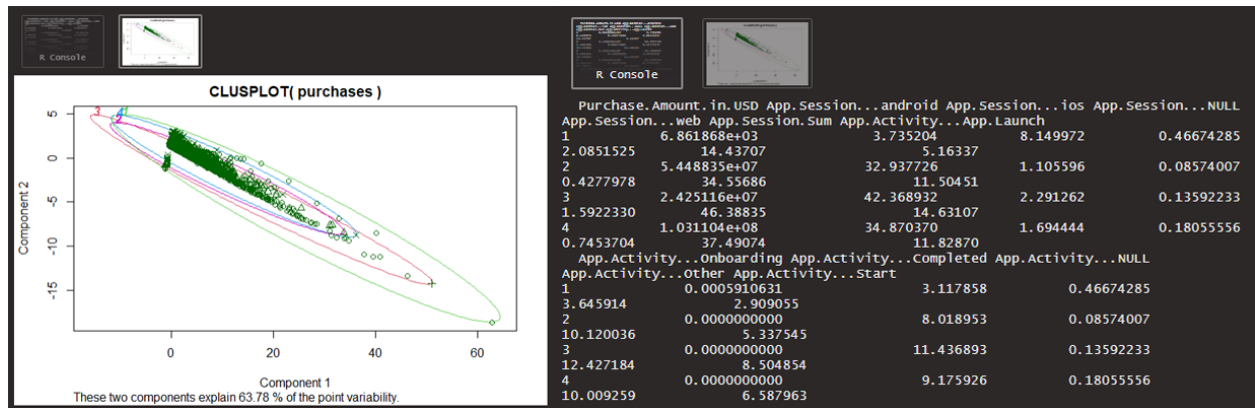 R Console
CLUSPLOT( purchases )
Component 2
5
0
-5
-10
-15
3
2
0 20 40 60
Component 1
These two components explain 63.78 % of the point variability.
R Console
Purchase.Amount.in.USD App.Session...android App.Session...ios App.Session...NULL
App.Session...web App.Session.Sum App.Activity...App.Launch
1 6.861868e+03 3.735204 8.149972 0.46674285
2.0851525 14.43707 5.16337
2 5.448835e+07 32.937726 1.105596 0.08574007
0.4277978 34.55686 11.50451
3 2.425116e+07 42.368932 2.291262 0.13592233
1.5922330 46.38835 14.63107
4 1.031104e+08 34.870370 1.694444 0.18055556
0.7453704 37.49074 11.82870
App.Activity...Onboarding App.Activity...Completed App.Activity...NULL
App.Activity...Other App.Activity...Start
1 0.0005910631 3.117858 0.46674285
3.645914 2.909055
2 0.0000000000 8.018953 0.08574007
10.120036 5.337545
3 0.0000000000 11.436893 0.13592233
12.427184 8.504854
4 0.0000000000 9.175926 0.18055556
10.009259 6.587963